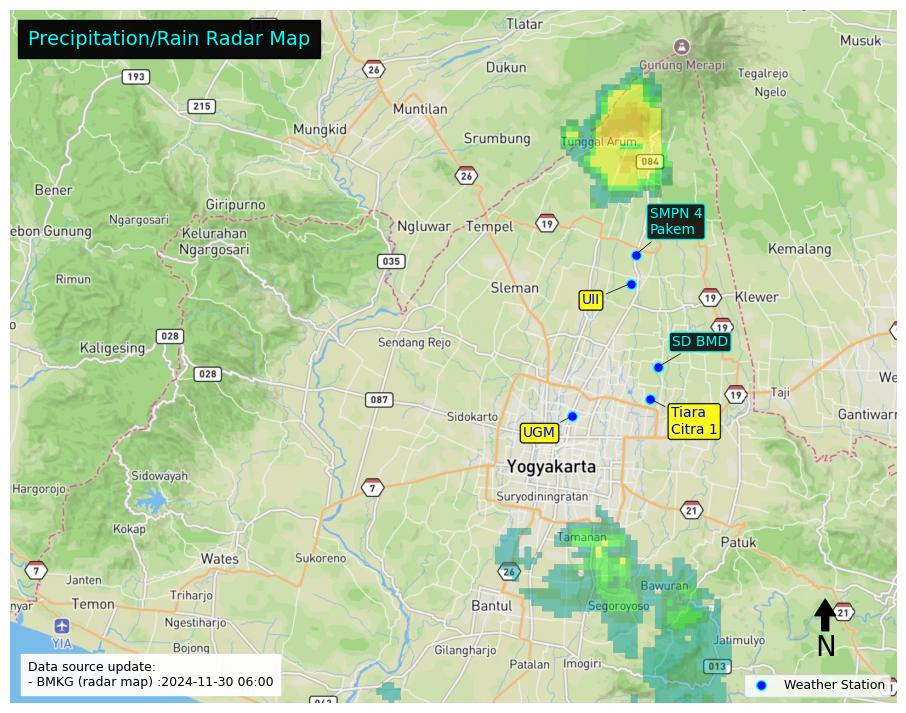 Precipitation/Rain Radar Map
Tlatar
Musuk
26
Gunung Merapi
Dukun
Tegalrejo
193
Ngelo
215
Muntilan
Mungkid
Srumbung
Tunggal Arum
084
26
Bener
Giripurno
SMPN 4
Pakem
Ngargosari
Kelurahan
Ngargosari
ebon Gunung
Ngluwar
Tempel
19
Kemalang
035
Rimun
Sleman
UII
19
Klewer
19
028
Kaligesing
Sendang Rejo
SD BMD
028
087
19
Taji
We
Sidokarto
Tiara
Citra 1
Gantiwarn
UGM
Yogyakarta
Sidowayah
Hargorojo
7
Suryodiningratan
21
Kokap
Tamanan
Patuk
Wates
Sukoreno
7
Janten
26
Bawuran
nyar
Temon
Triharjo
Bantul
Segoroyoso
21
Ngestiharjo
YIA
N
Jatimulyo
Bojong
Gilangharjo
Patalan
Imogiri
013
Data source update:
- BMKG (radar map) :2024-11-30 06:00
Weather Station